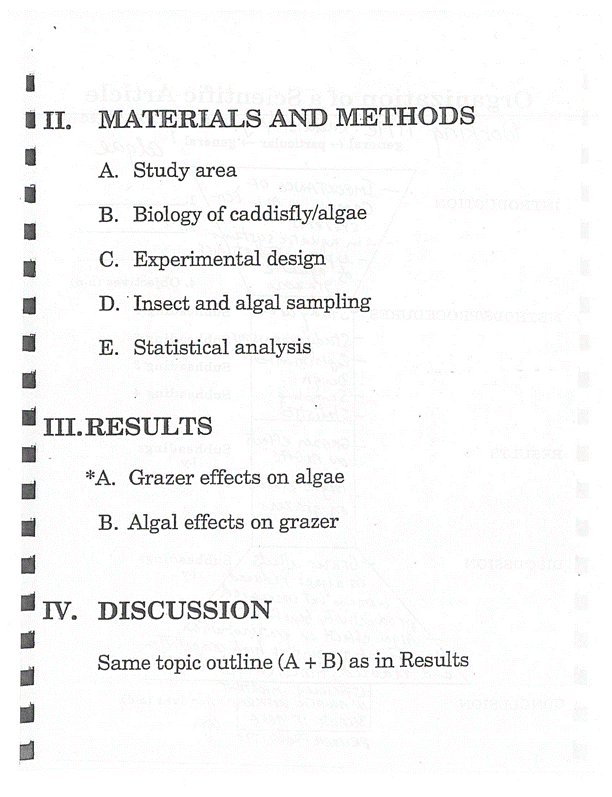 II. MATERIALS AND METHODS
A. Study area
B. Biology of caddisfly/algae
C. Experimental design
D. Insect and algal sampling
E. Statistical analysis
III. RESULTS
*A. Grazer effects on algae
B. Algal effects on grazer
IV. DISCUSSION
Same topic outline (A + B) as in Results